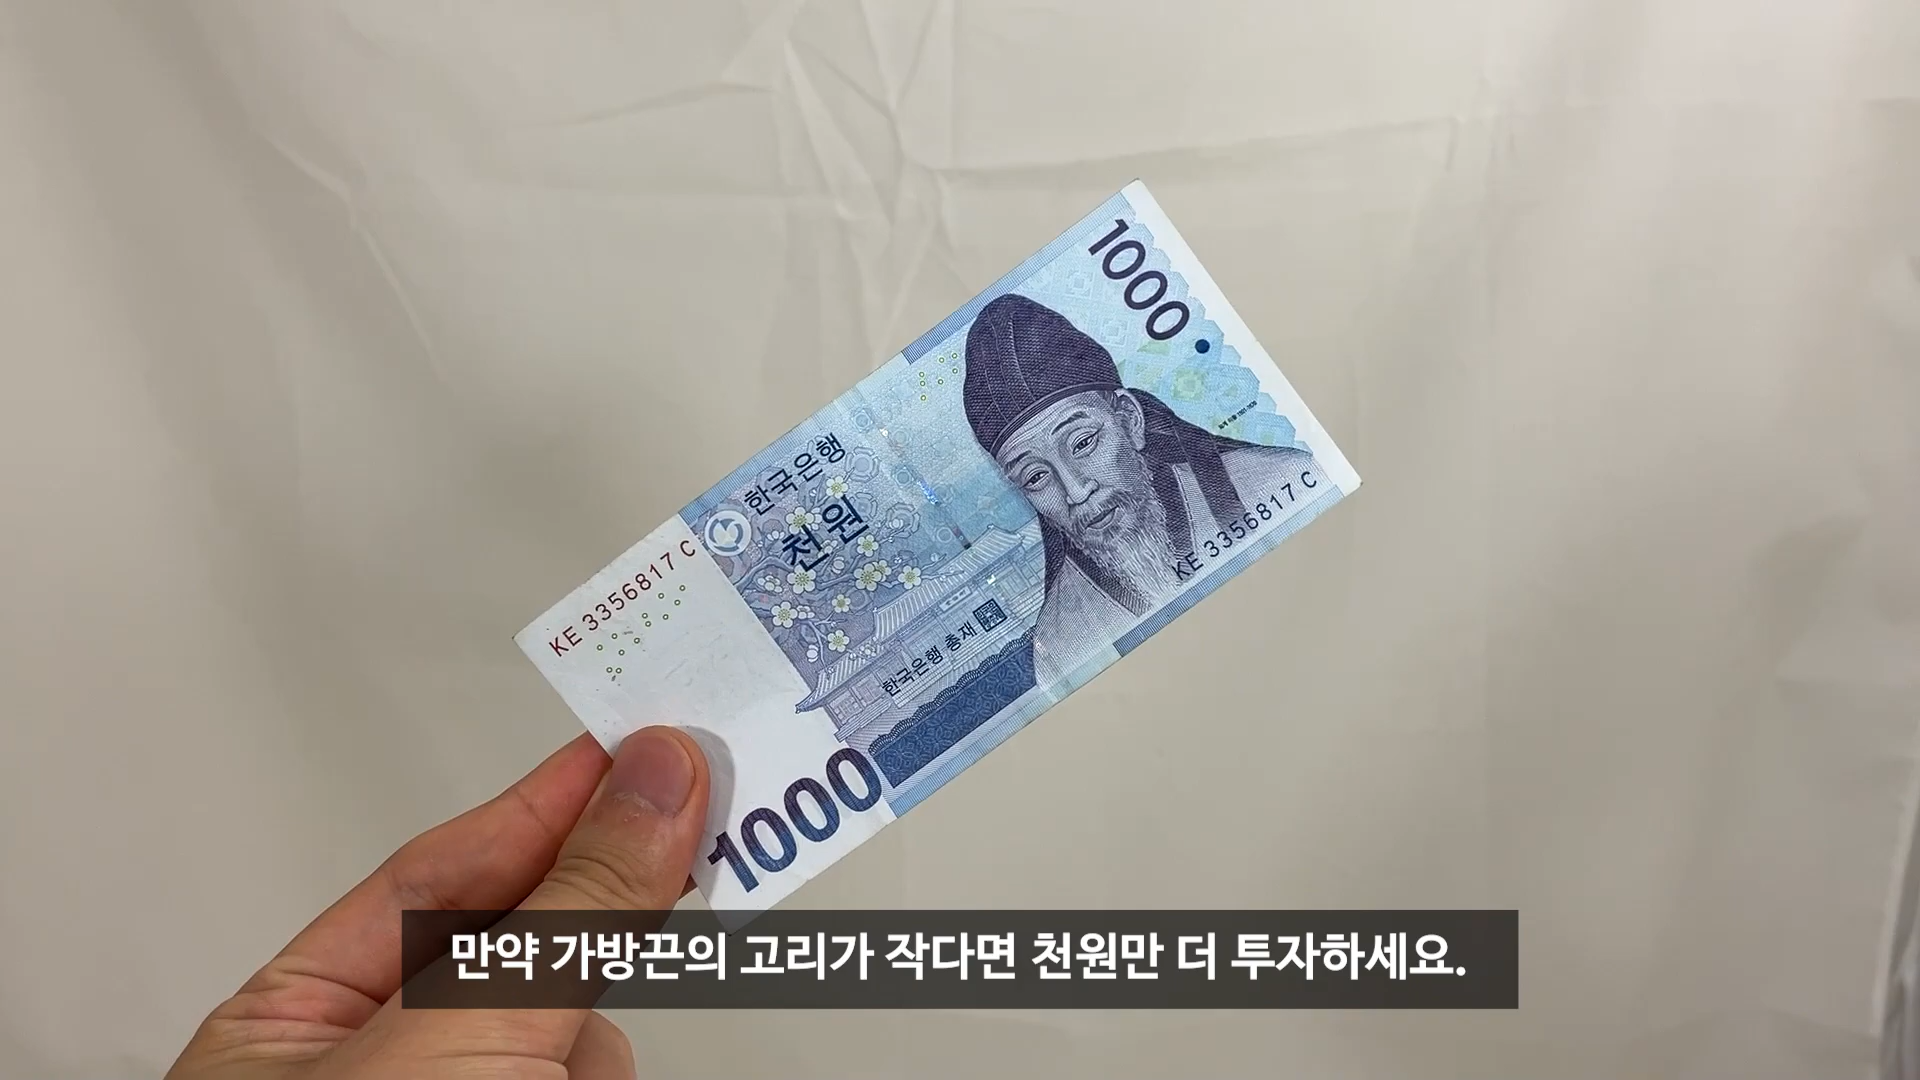 1000
한국은행
천원
KE 3356817 C
한국은행 총재
KE 3356817 C
1000
만약 가방끈의 고리가 작다면 천원만 더 투자하세요.